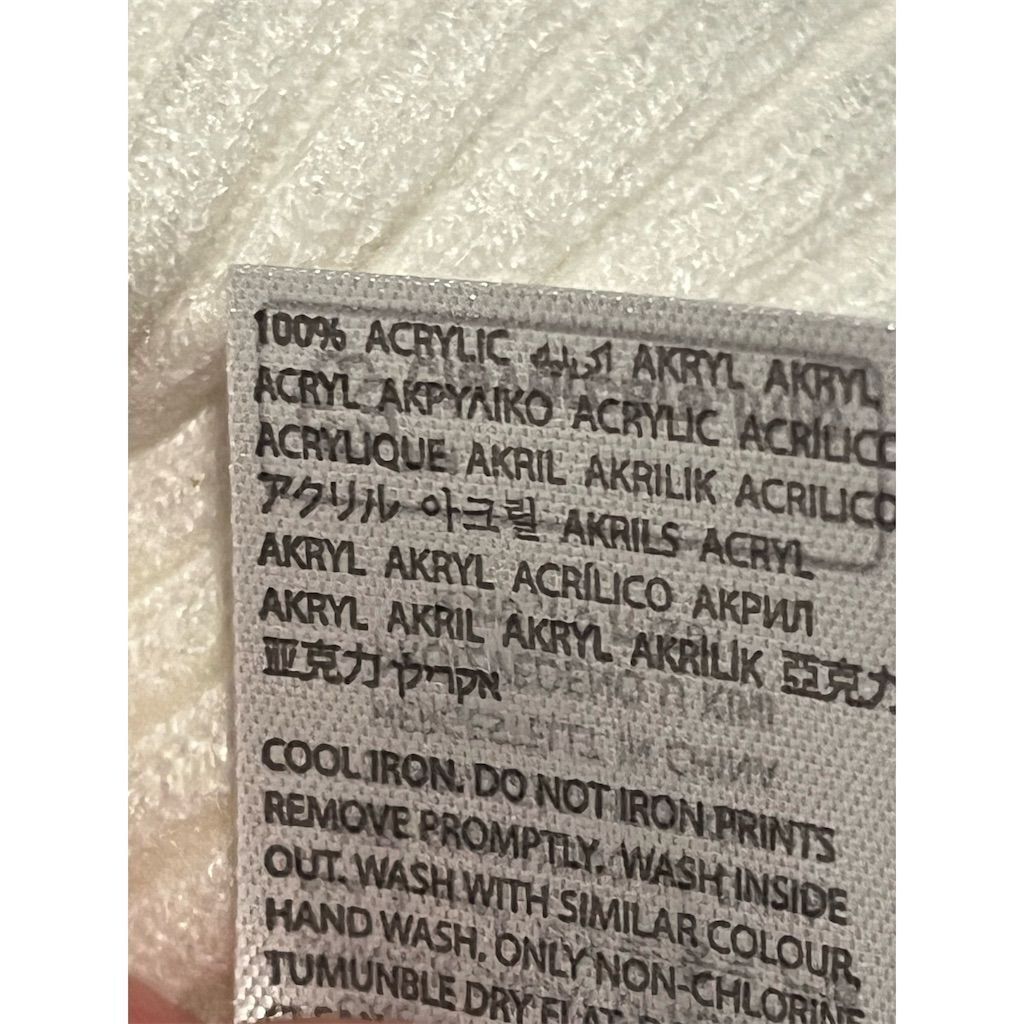 100% ACRYLIC اكريليك AKRYL AKRYL
ACRYL ΑΚΡΥΛΙΚΟ ACRYLIC ACRÍLICO
ACRYLIQUE AKRIL AKRILIK ACRILICO
アクリル 아크릴 AKRILS ACRYL
AKRYL AKRYL ACRÍLICO АКРИЛ
AKRYL AKRIL AKRYL AKRİLİK 亞克力
亚克力 אקריק
COOL IRON. DO NOT IRON PRINTS
REMOVE PROMPTLY. WASH INSIDE
OUT. WASH WITH SIMILAR COLOUR,
HAND WASH. ONLY NON-CHLORINE
TUMUNBLE DRY FLAT.